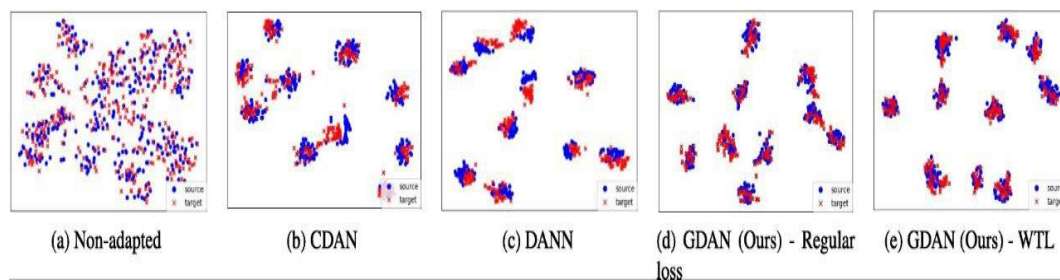 source
target
source
target
source
target
source
target
source
target
(a) Non-adapted
(b) CDAN
(c) DANN
(d) GDAN (Ours) - Regular
loss
(e) GDAN (Ours) - WTL